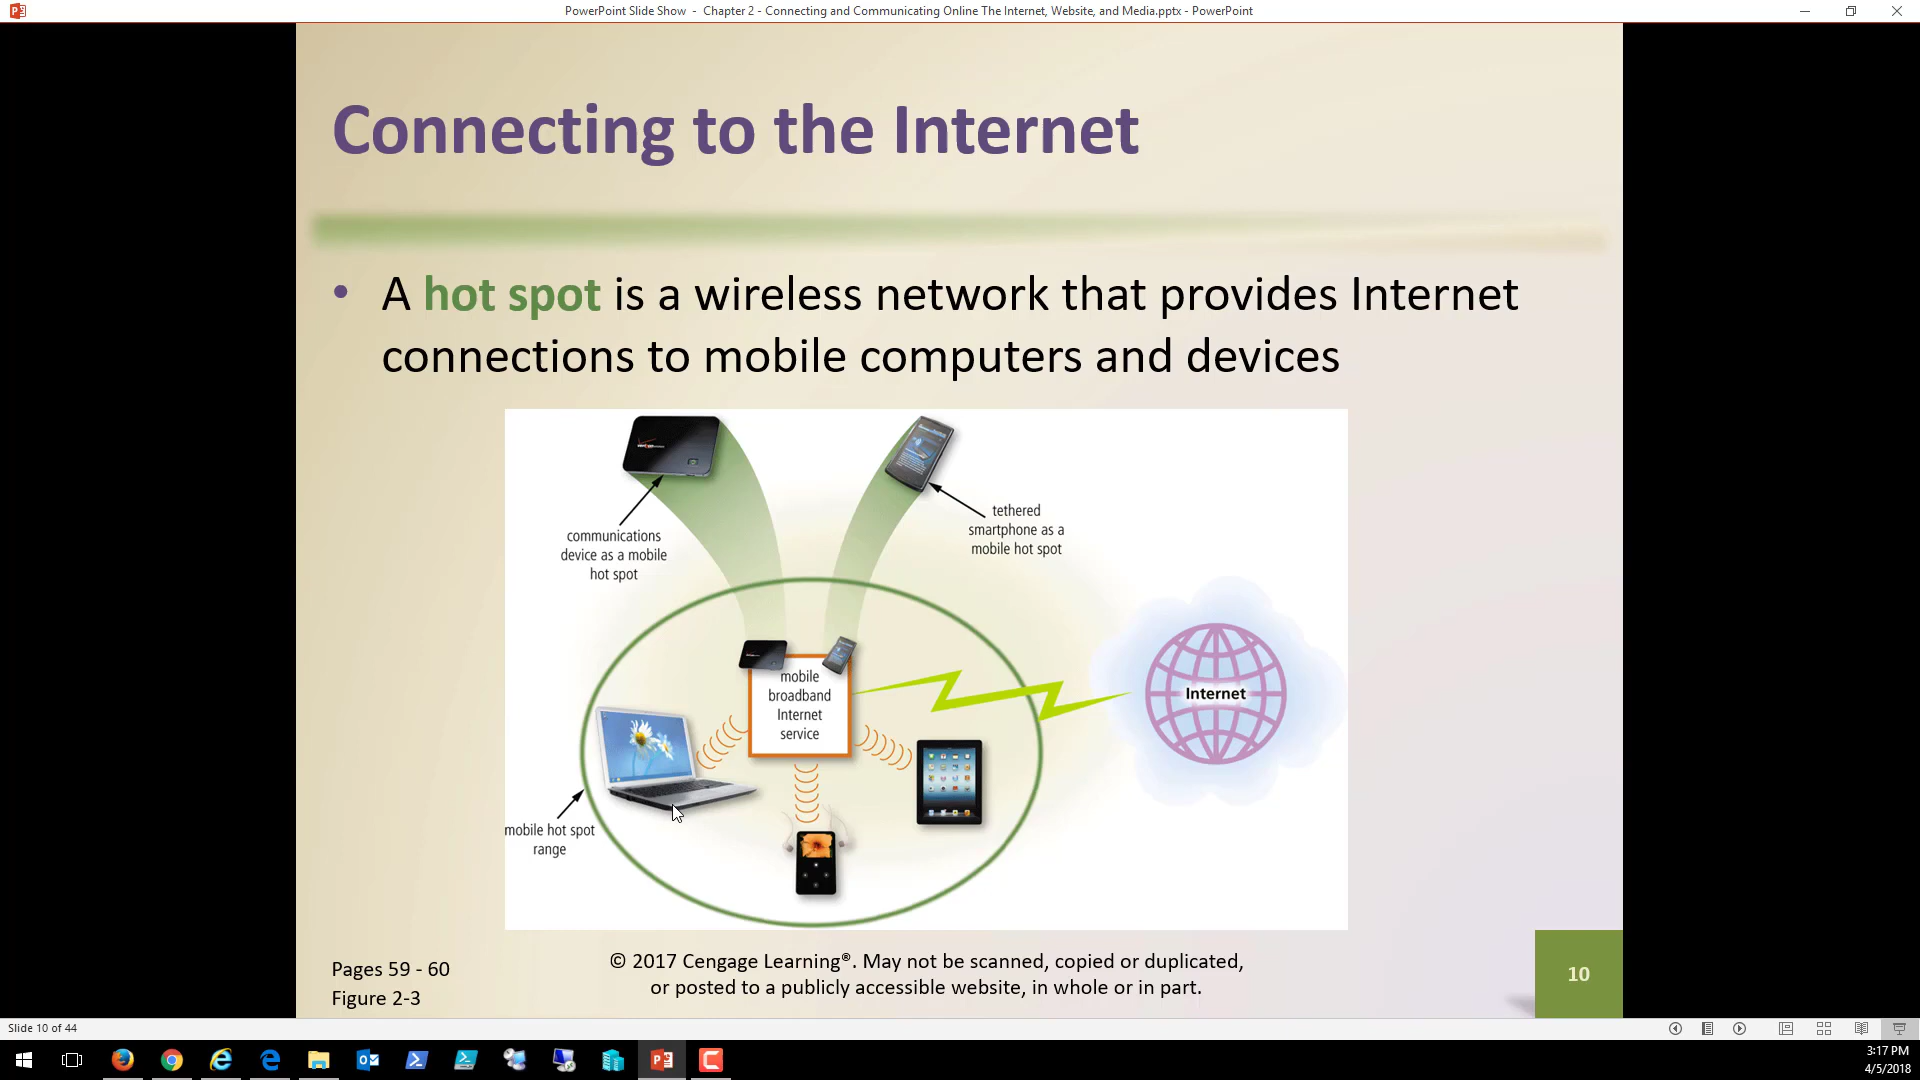 PowerPoint Slide Show - Chapter 2 - Connecting and Communicating Online The Internet, Website, and Media.pptx - PowerPoint
Connecting to the Internet
• A hot spot is a wireless network that provides Internet
connections to mobile computers and devices
communications
device as a mobile
hot spot
tethered
smartphone as a
mobile hot spot
mobile
broadband
Internet
service
Internet
mobile hot spot
range
Pages 59 - 60
Figure 2-3
© 2017 Cengage Learning®. May not be scanned, copied or duplicated,
or posted to a publicly accessible website, in whole or in part.
10
Slide 10 of 44
3:17 PM
4/5/2018